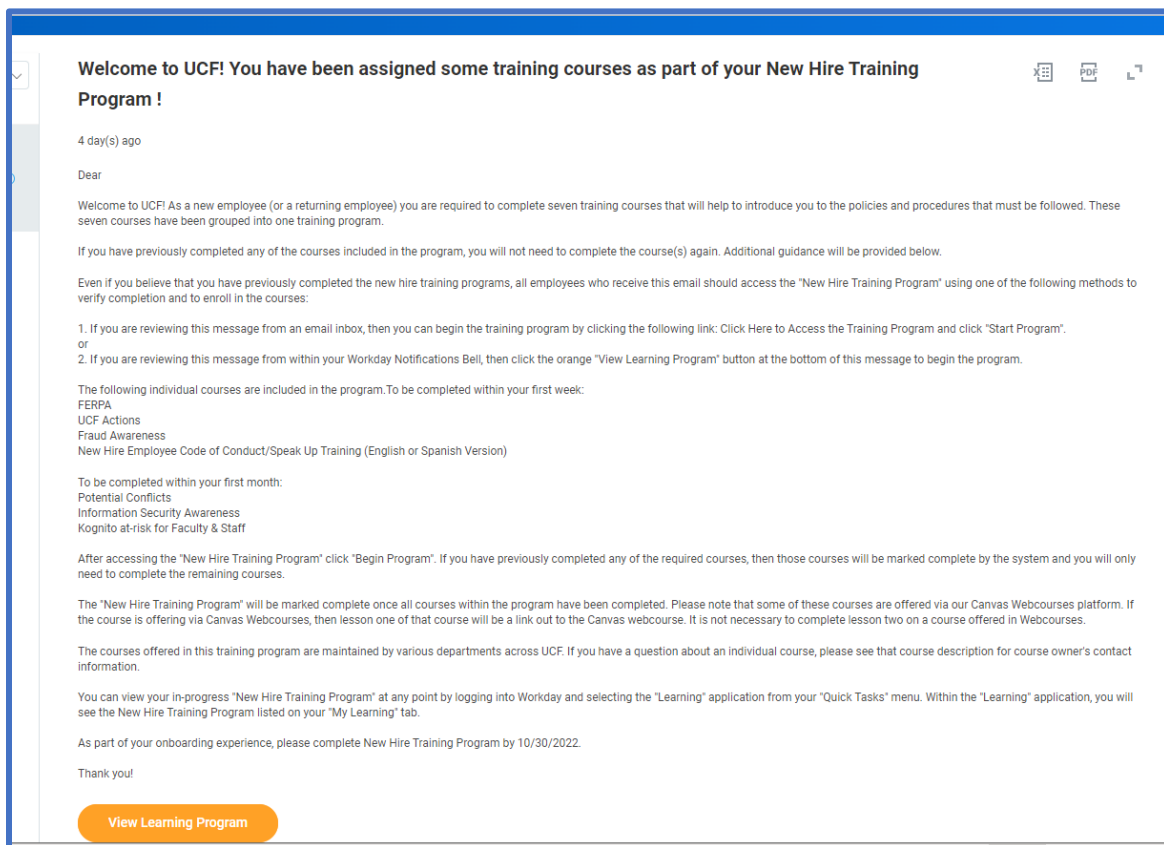 Welcome to UCF! You have been assigned some training courses as part of your New Hire Training
Program !
PDF
4 day(s) ago
Dear
Welcome to UCF! As a new employee (or a returning employee) you are required to complete seven training courses that will help to introduce you to the policies and procedures that must be followed. These
seven courses have been grouped into one training program.
If you have previously completed any of the courses included in the program, you will not need to complete the course(s) again. Additional guidance will be provided below.
Even if you believe that you have previously completed the new hire training programs, all employees who receive this email should access the "New Hire Training Program" using one of the following methods to
verify completion and to enroll in the courses:
1. If you are reviewing this message from an email inbox, then you can begin the training program by clicking the following link: Click Here to Access the Training Program and click "Start Program".
or
2. If you are reviewing this message from within your Workday Notifications Bell, then click the orange "View Learning Program" button at the bottom of this message to begin the program.
The following individual courses are included in the program.To be completed within your first week:
FERPA
UCF Actions
Fraud Awareness
New Hire Employee Code of Conduct/Speak Up Training (English or Spanish Version)
To be completed within your first month:
Potential Conflicts
Information Security Awareness
Kognito at-risk for Faculty & Staff
After accessing the "New Hire Training Program" click "Begin Program". If you have previously completed any of the required courses, then those courses will be marked complete by the system and you will only
need to complete the remaining courses.
The "New Hire Training Program" will be marked complete once all courses within the program have been completed. Please note that some of these courses are offered via our Canvas Webcourses platform. If
the course is offering via Canvas Webcourses, then lesson one of that course will be a link out to the Canvas webcourse. It is not necessary to complete lesson two on a course offered in Webcourses.
The courses offered in this training program are maintained by various departments across UCF. If you have a question about an individual course, please see that course description for course owner's contact
information.
You can view your in-progress "New Hire Training Program" at any point by logging into Workday and selecting the "Learning" application from your "Quick Tasks" menu. Within the "Learning" application, you will
see the New Hire Training Program listed on your "My Learning" tab.
As part of your onboarding experience, please complete New Hire Training Program by 10/30/2022.
Thank you!
View Learning Program